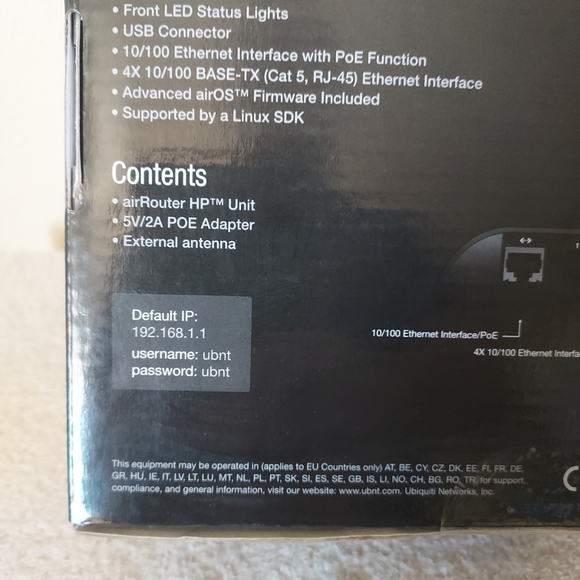 • Front LED Status Lights
• USB Connector
• 10/100 Ethernet Interface with PoE Function
• 4X 10/100 BASE-TX (Cat 5, RJ-45) Ethernet Interface
• Advanced airOS™ Firmware Included
• Supported by a Linux SDK
Contents
• airRouter HP™ Unit
• 5V/2A POE Adapter
• External antenna
Default IP:
192.168.1.1
username: ubnt
password: ubnt
10/100 Ethernet Interface/PoE
4X 10/100 Ethernet Interfa
This equipment may be operated in (applies to EU Countries only) AT, BE, CY, CZ, DK, EE, FI, FR, DE,
GR, HU, IE, IT, LV, LT, LU, MT, NL, PL, PT, SK, SI, ES, SE, GB, IS, LI, NO, CH, BG, RO, TR, for support,
compliance, and general information, visit our website: www.ubnt.com. Ubiquiti Networks, Inc.